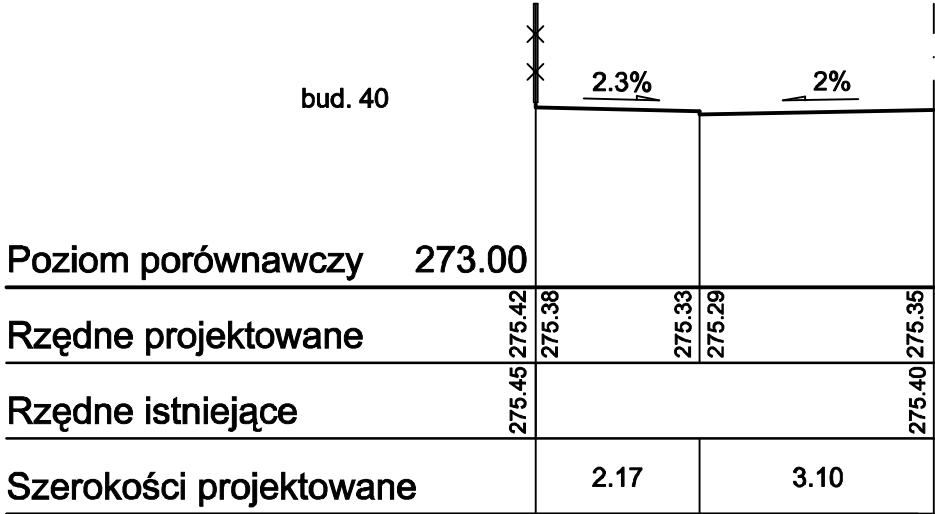 2.3% 2%
bud. 40
Poziom porównawczy 273.00
Rzędne projektowane 275.42 275.38 275.33 275.29 275.35
Rzędne istniejące 275.45 275.40
Szerokości projektowane 2.17 3.10